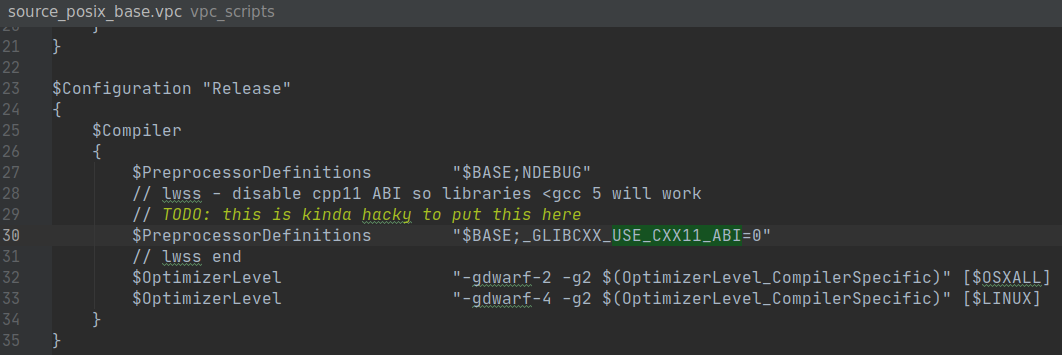 source_posix_base.vpc vpc_scripts
20 }
21 }
22
23 $Configuration "Release"
24 {
25 $Compiler
26 {
27 $PreprocessorDefinitions "$BASE;NDEBUG"
28 // lwss - disable cpp11 ABI so libraries <gcc 5 will work
29 // TODO: this is kinda hacky to put this here
30 $PreprocessorDefinitions "$BASE;_GLIBCXX_USE_CXX11_ABI=0"
31 // lwss end
32 $OptimizerLevel "-gdwarf-2 -g2 $(OptimizerLevel_CompilerSpecific)" [$OSXALL]
33 $OptimizerLevel "-gdwarf-4 -g2 $(OptimizerLevel_CompilerSpecific)" [$LINUX]
34 }
35 }